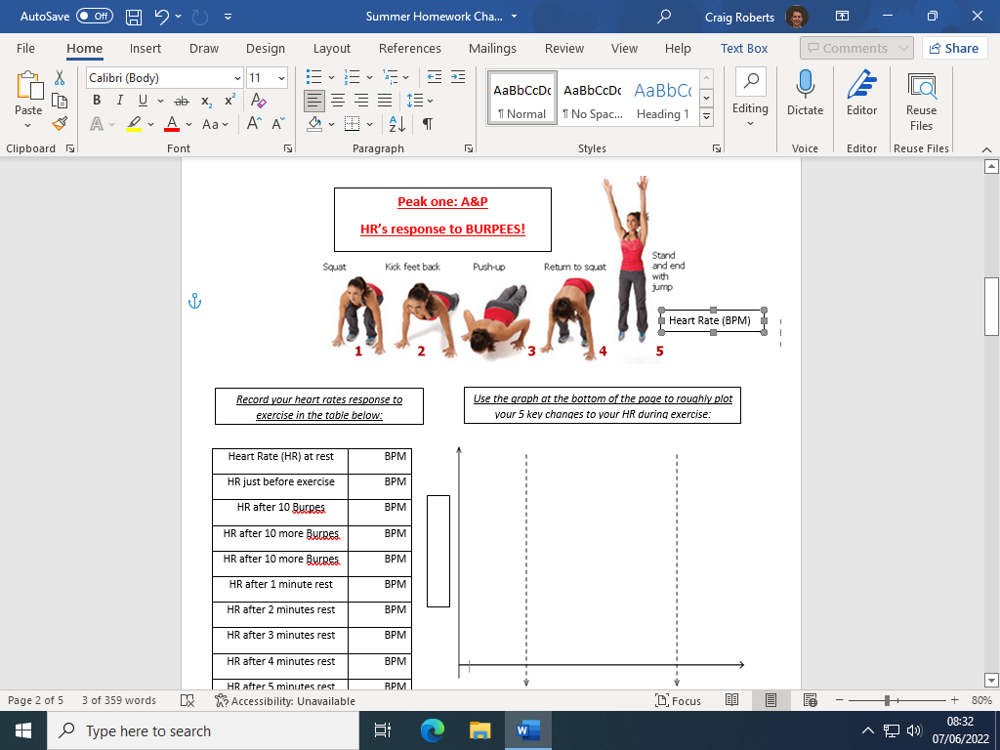 AutoSave Off Summer Homework Cha... Craig Roberts
File Home Insert Draw Design Layout References Mailings Review View Help Text Box Comments Share
Calibri (Body) 11
AaBbCcDc AaBbCcDc AaBbCc
Paste B I U ab x₂ x² A
¶ Normal ¶ No Spac... Heading 1
Editing Dictate Editor Reuse Files
A A Aa A A A Z ¶
Clipboard Font Paragraph Styles Voice Editor Reuse Files
Peak one: A&P
HR's response to BURPEES!
Squat Kick feet back Push-up Return to squat
Stand
and end
with
jump
Heart Rate (BPM)
1 2 3 4 5
Record your heart rates response to
exercise in the table below:
Use the graph at the bottom of the page to roughly plot
your 5 key changes to your HR during exercise:
Heart Rate (HR) at rest BPM
HR just before exercise BPM
HR after 10 Burpes BPM
HR after 10 more Burpes BPM
HR after 10 more Burpes BPM
HR after 1 minute rest BPM
HR after 2 minutes rest BPM
HR after 3 minutes rest BPM
HR after 4 minutes rest BPM
HR after 5 minutes rest BPM
Page 2 of 5 3 of 359 words Accessibility: Unavailable Focus 80%
Type here to search
W
08:32
07/06/2022